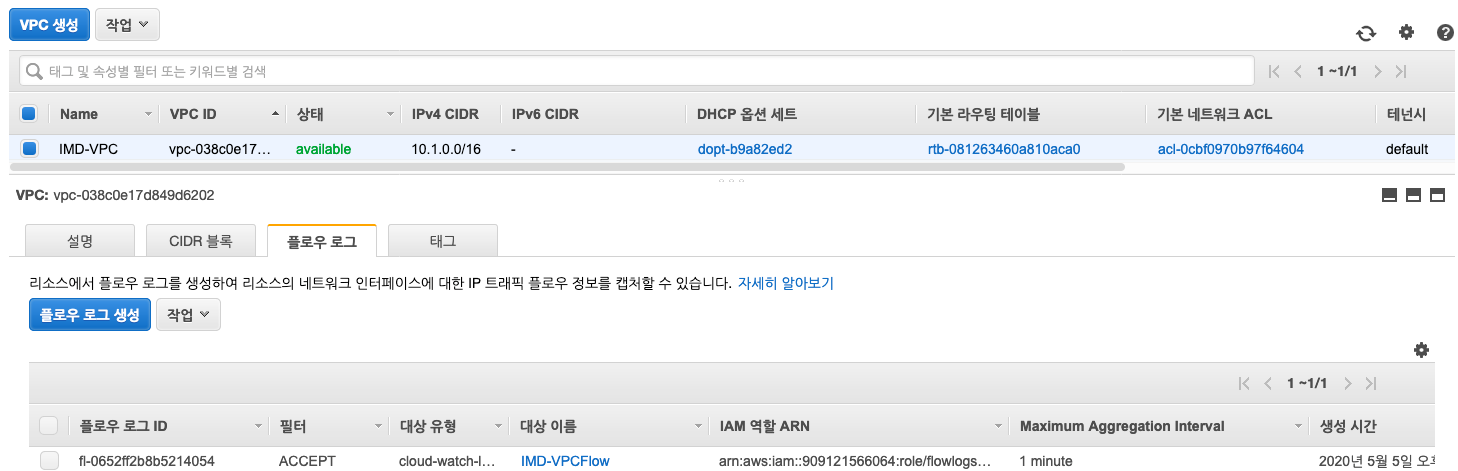 VPC 생성 작업
태그 및 속성별 필터 또는 키워드별 검색 1 ~1/1
Name VPC ID 상태 IPv4 CIDR IPv6 CIDR DHCP 옵션 세트 기본 라우팅 테이블 기본 네트워크 ACL 테넌시
IMD-VPC vpc-038c0e17... available 10.1.0.0/16 - dopt-b9a82ed2 rtb-081263460a810aca0 acl-0cbf0970b97f64604 default
VPC: vpc-038c0e17d849d6202
설명 CIDR 블록 플로우 로그 태그
리소스에서 플로우 로그를 생성하여 리소스의 네트워크 인터페이스에 대한 IP 트래픽 플로우 정보를 캡처할 수 있습니다. 자세히 알아보기
플로우 로그 생성 작업
1 ~1/1
플로우 로그 ID 필터 대상 유형 대상 이름 IAM 역할 ARN Maximum Aggregation Interval 생성 시간
fl-0652ff2b8b5214054 ACCEPT cloud-watch-l... IMD-VPCFlow arn:aws:iam::909121566064:role/flowlogs... 1 minute 2020년 5월 5일 오후